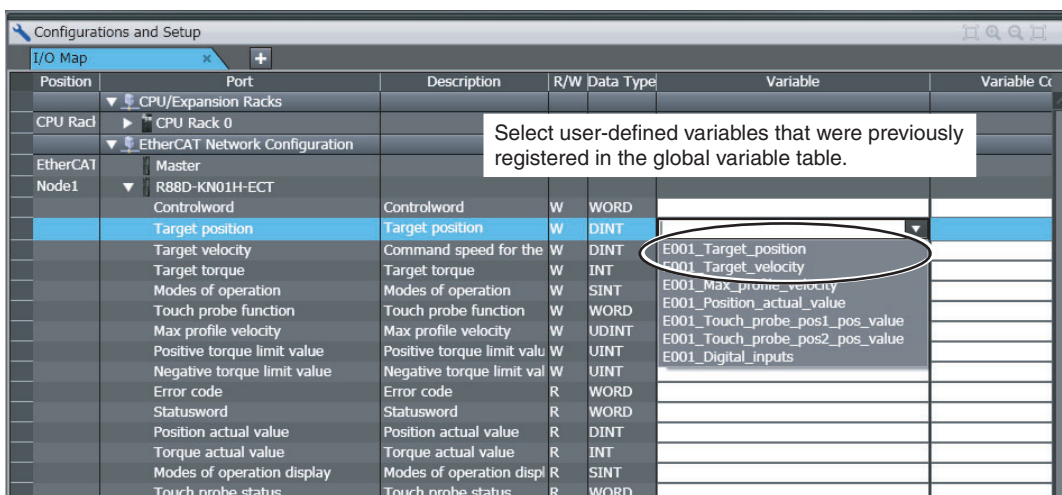 Configurations and Setup
I/O Map × +
Position Port Description R/W Data Type Variable Variable Co
CPU/Expansion Racks
CPU Rack CPU Rack 0
EtherCAT Network Configuration
Select user-defined variables that were previously
registered in the global variable table.
EtherCAT Master
Node1 R88D-KN01H-ECT
Controlword Controlword W WORD
Target position Target position W DINT
Target velocity Command speed for the W DINT E001_Target_position
Target torque Target torque W INT E001_Target_velocity
Modes of operation Modes of operation W SINT E001_Max_profile_velocity
Touch probe function Touch probe function W WORD E001_Position_actual_value
Max profile velocity Max profile velocity W UDINT E001_Touch_probe_pos1_pos_value
Positive torque limit value Positive torque limit valu W UINT E001_Touch_probe_pos2_pos_value
Negative torque limit value Negative torque limit val W UINT E001_Digital_inputs
Error code Error code R WORD
Statusword Statusword R WORD
Position actual value Position actual value R DINT
Torque actual value Torque actual value R INT
Modes of operation display Modes of operation displ R SINT
Touch probe status Touch probe status R WORD